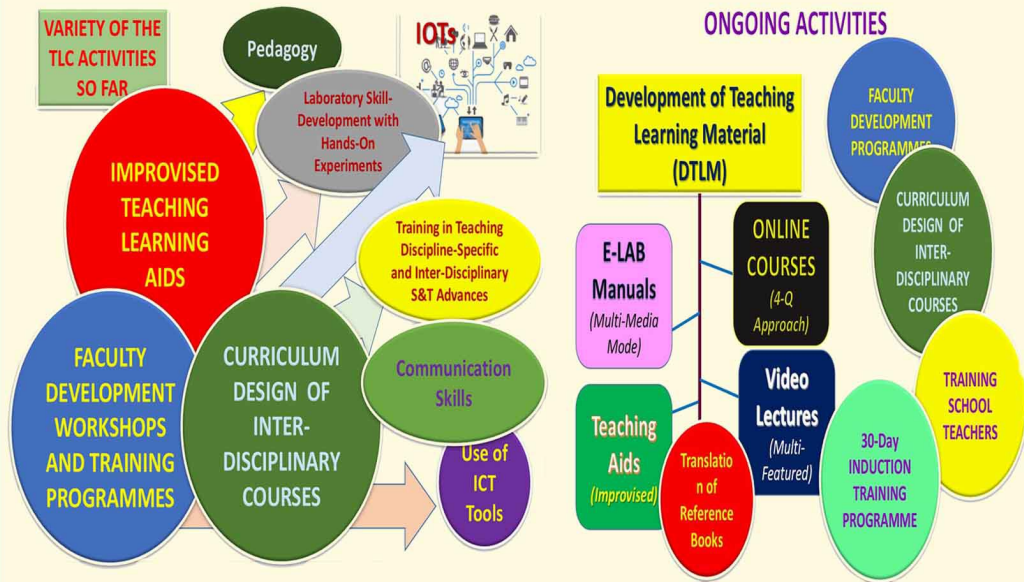 VARIETY OF THE
TLC ACTIVITIES
SO FAR
Pedagogy
IOTs
Laboratory Skill-
Development with
Hands-On
Experiments
IMPROVISED
TEACHING
LEARNING
AIDS
Training in Teaching
Discipline-Specific
and Inter-Disciplinary
S&T Advances
FACULTY
DEVELOPMENT
WORKSHOPS
AND TRAINING
PROGRAMMES
CURRICULUM
DESIGN OF
INTER-
DISCIPLINARY
COURSES
Communication
Skills
Use of
ICT
Tools
ONGOING ACTIVITIES
Development of Teaching
Learning Material
(DTLM)
E-LAB
Manuals
(Multi-Media
Mode)
ONLINE
COURSES
(4-Q
Approach)
Teaching
Aids
(Improvised)
Video
Lectures
(Multi-
Featured)
Translatio
n of
Reference
Books
FACULTY
DEVELOPMENT
PROGRAMMES
CURRICULUM
DESIGN OF
INTER-
DISCIPLINARY
COURSES
TRAINING
SCHOOL
TEACHERS
30-Day
INDUCTION
TRAINING
PROGRAMME